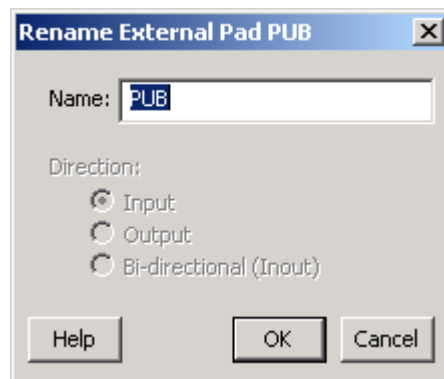 Rename External Pad PUB
Name: PUB
Direction:
Input
Output
Bi-directional (Inout)
Help OK Cancel